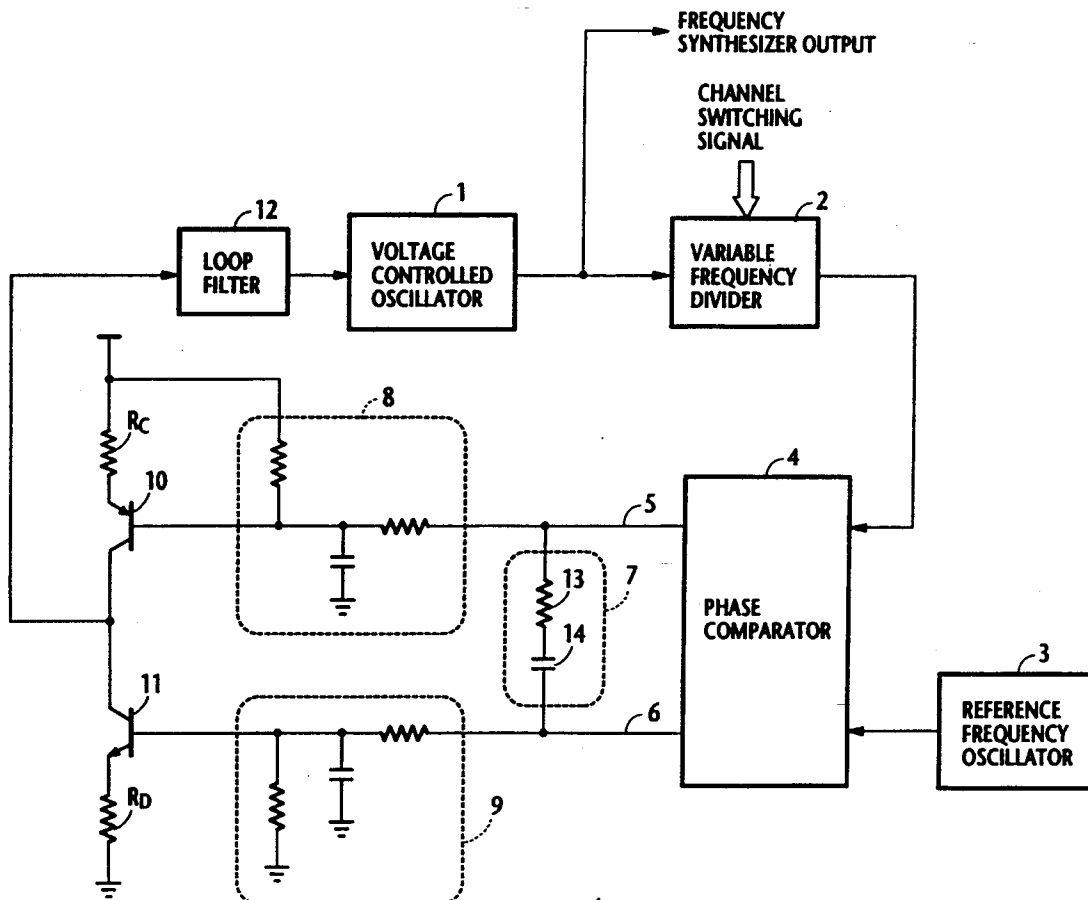 FREQUENCY
SYNTHESIZER OUTPUT
CHANNEL
SWITCHING
SIGNAL
12
1
2
LOOP
FILTER
VOLTAGE
CONTROLLED
OSCILLATOR
VARIABLE
FREQUENCY
DIVIDER
8
RC
4
10
5
13
7
14
PHASE
COMPARATOR
3
11
6
REFERENCE
FREQUENCY
OSCILLATOR
RD
9